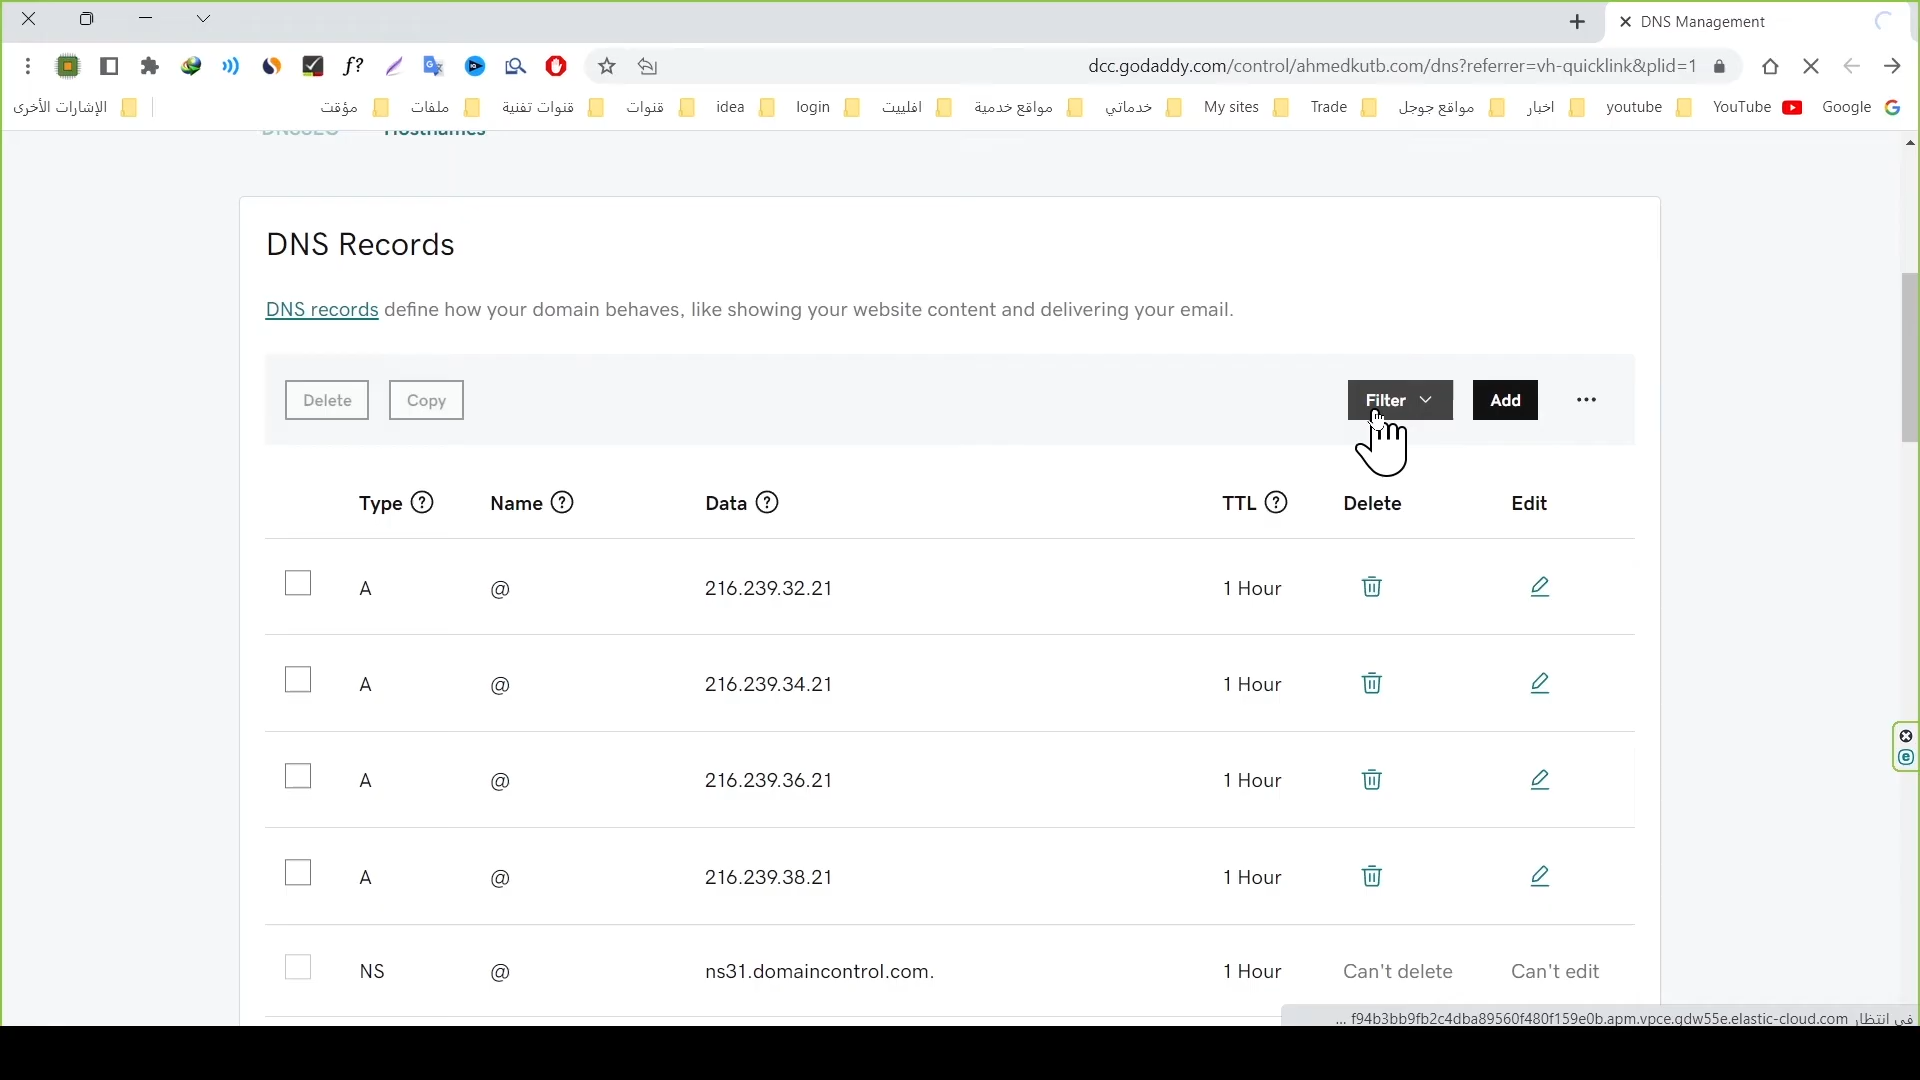 DNS Management
dcc.godaddy.com/control/ahmedkutb.com/dns?referrer=vh-quicklink&plid=1
f?
Google
YouTube
youtube
اخبار
مواقع جوجل
Trade
My sites
خدماتي
مواقع خدمية
افلييت
login
idea
قنوات
قنوات تفنية
ملفات
مؤقت
الإشارات الأخرى
DNSSEC Hostnames
DNS Records
DNS records define how your domain behaves, like showing your website content and delivering your email.
Delete Copy Filter Add ...
Type ? Name ? Data ? TTL ? Delete Edit
A @ 216.239.32.21 1 Hour
A @ 216.239.34.21 1 Hour
A @ 216.239.36.21 1 Hour
A @ 216.239.38.21 1 Hour
NS @ ns31.domaincontrol.com. 1 Hour Can't delete Can't edit
في انتظار f94b3bb9fb2c4dba89560f480f159e0b.apm.vpce.gdw55e.elastic-cloud.com ...